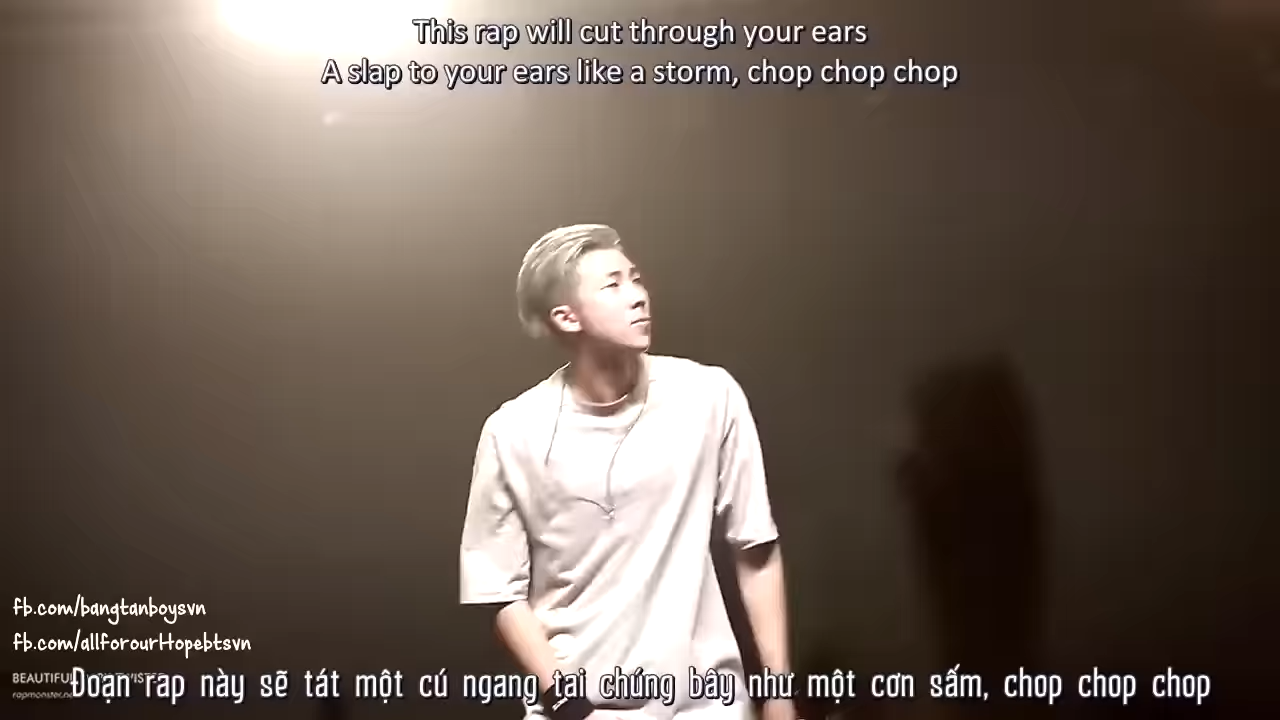 This rap will cut through your ears
A slap to your ears like a storm, chop chop chop
fb.com/bangtanboysvn
fb.com/allforourHopebtsvn
BEAUTIFUL
Đoạn rap này sẽ tát một cú ngang tai chúng bây như một cơn sấm, chop chop chop